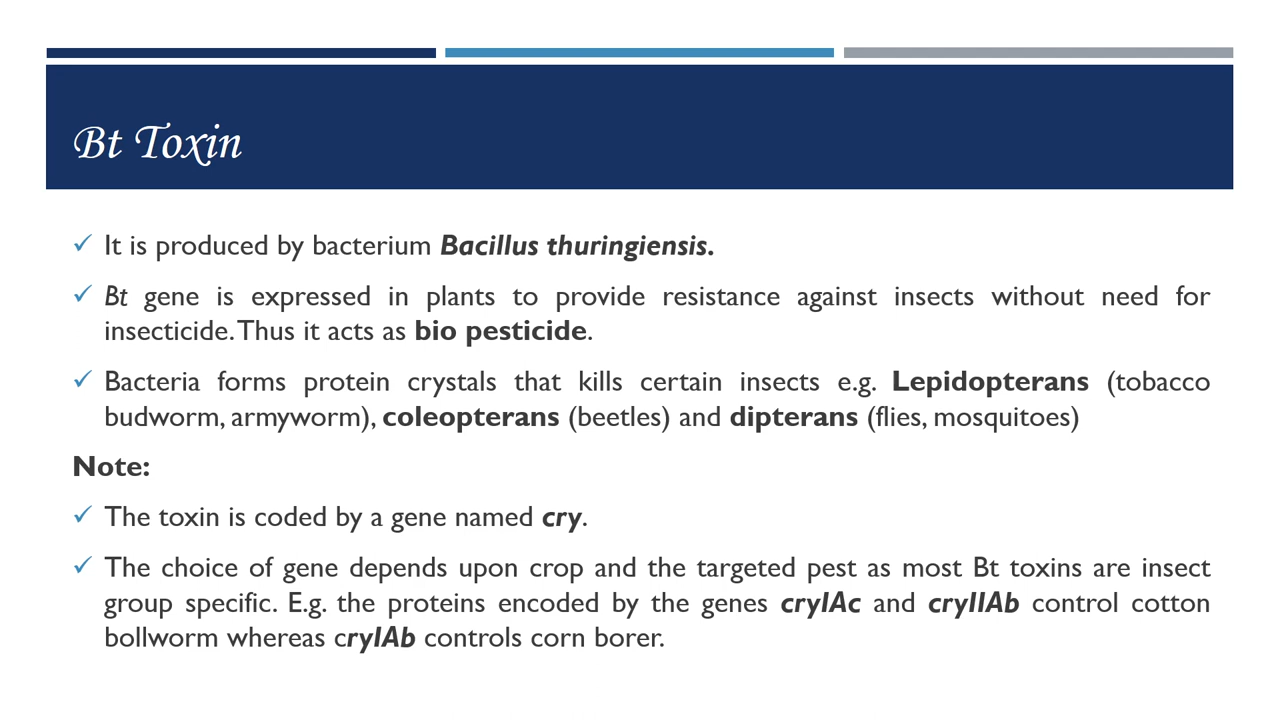 Bt Toxin
✓ It is produced by bacterium Bacillus thuringiensis.
✓ Bt gene is expressed in plants to provide resistance against insects without need for
insecticide. Thus it acts as bio pesticide.
✓ Bacteria forms protein crystals that kills certain insects e.g. Lepidopterans (tobacco
budworm, armyworm), coleopterans (beetles) and dipterans (flies, mosquitoes)
Note:
✓ The toxin is coded by a gene named cry.
✓ The choice of gene depends upon crop and the targeted pest as most Bt toxins are insect
group specific. E.g. the proteins encoded by the genes cryIAc and cryIIAb control cotton
bollworm whereas cryIAb controls corn borer.